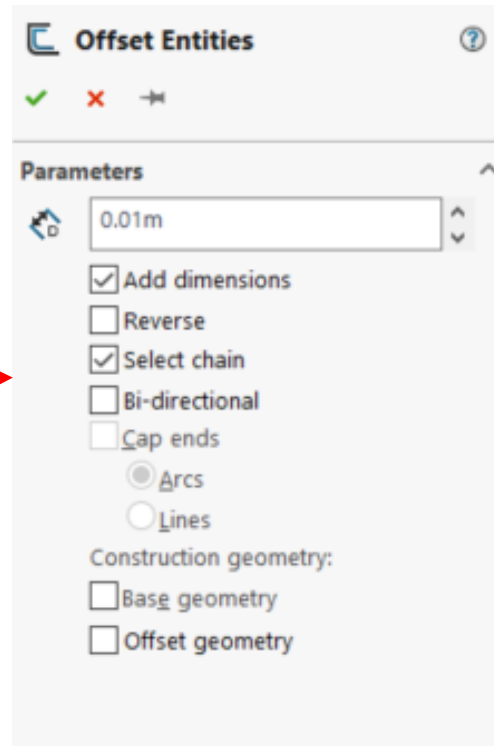 Offset Entities
Parameters
0.01m
Add dimensions
Reverse
Select chain
Bi-directional
Cap ends
Arcs
Lines
Construction geometry:
Base geometry
Offset geometry